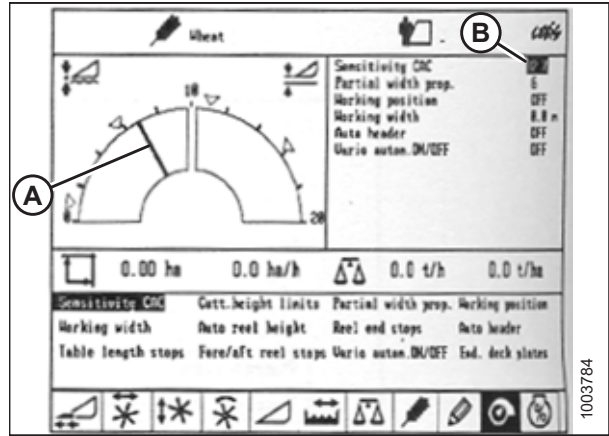 Wheat
B
Sensitivity CAC
Partial width prop. 6
Working position OFF
Working width 0.0 m
Auto header OFF
Vario autom.ON/OFF OFF
10
A
0
20
0.00 ha 0.0 ha/h 0.0 t/h 0.0 t/ha
Sensitivity CAC Cutt.height limits Partial width prop. Working position
Working width Auto reel height Reel end stops Auto header
Table length stops Fore/aft reel stops Vario autom.ON/OFF End. deck plates
1003784